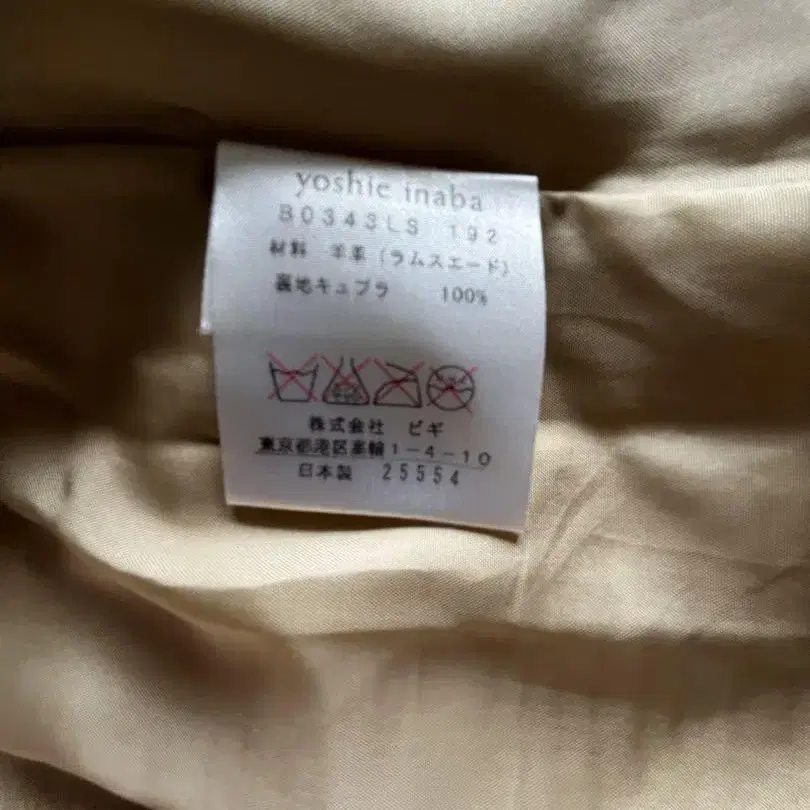 yoshie inaba
B0343LS 192
材料 羊革(ラムスエード)
裏地キュプラ 100%
株式会社 ビギ
東京都港区高輪1-4-10
日本製 25554